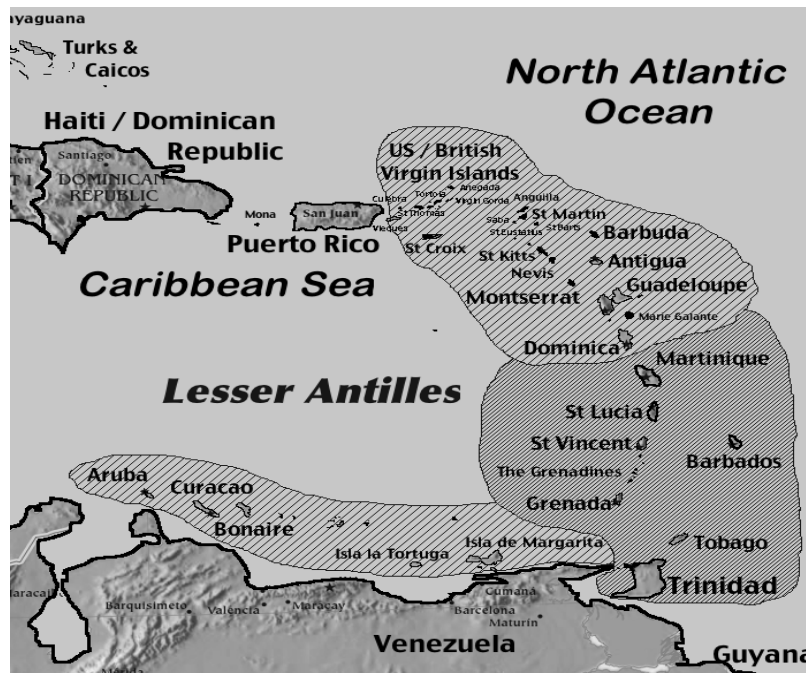 ayaguana
Turks &
Caicos
North Atlantic
Ocean
Haiti / Dominican
Republic
Santiago
DOMINICAN
REPUBLIC
T I
US / British
Virgin Islands
Anegada
Tortola
Virgin Gorda
Culebra
St Thomas
Vieques
Mona
San Juan
Puerto Rico
St Croix
Anguilla
St Martin
Saba
St Barts
St Eustatius
Barbuda
St Kitts
Nevis
Antigua
Caribbean Sea
Montserrat
Guadeloupe
Marie Galante
Dominica
Martinique
Lesser Antilles
St Lucia
St Vincent
Barbados
The Grenadines
Grenada
Aruba
Curacao
Bonaire
Isla la Tortuga
Isla de Margarita
Tobago
Trinidad
Maracaibo
Barquisimeto
Valencia
Maracay
Cumana
Barcelona
Maturin
Venezuela
Merida
Guyana